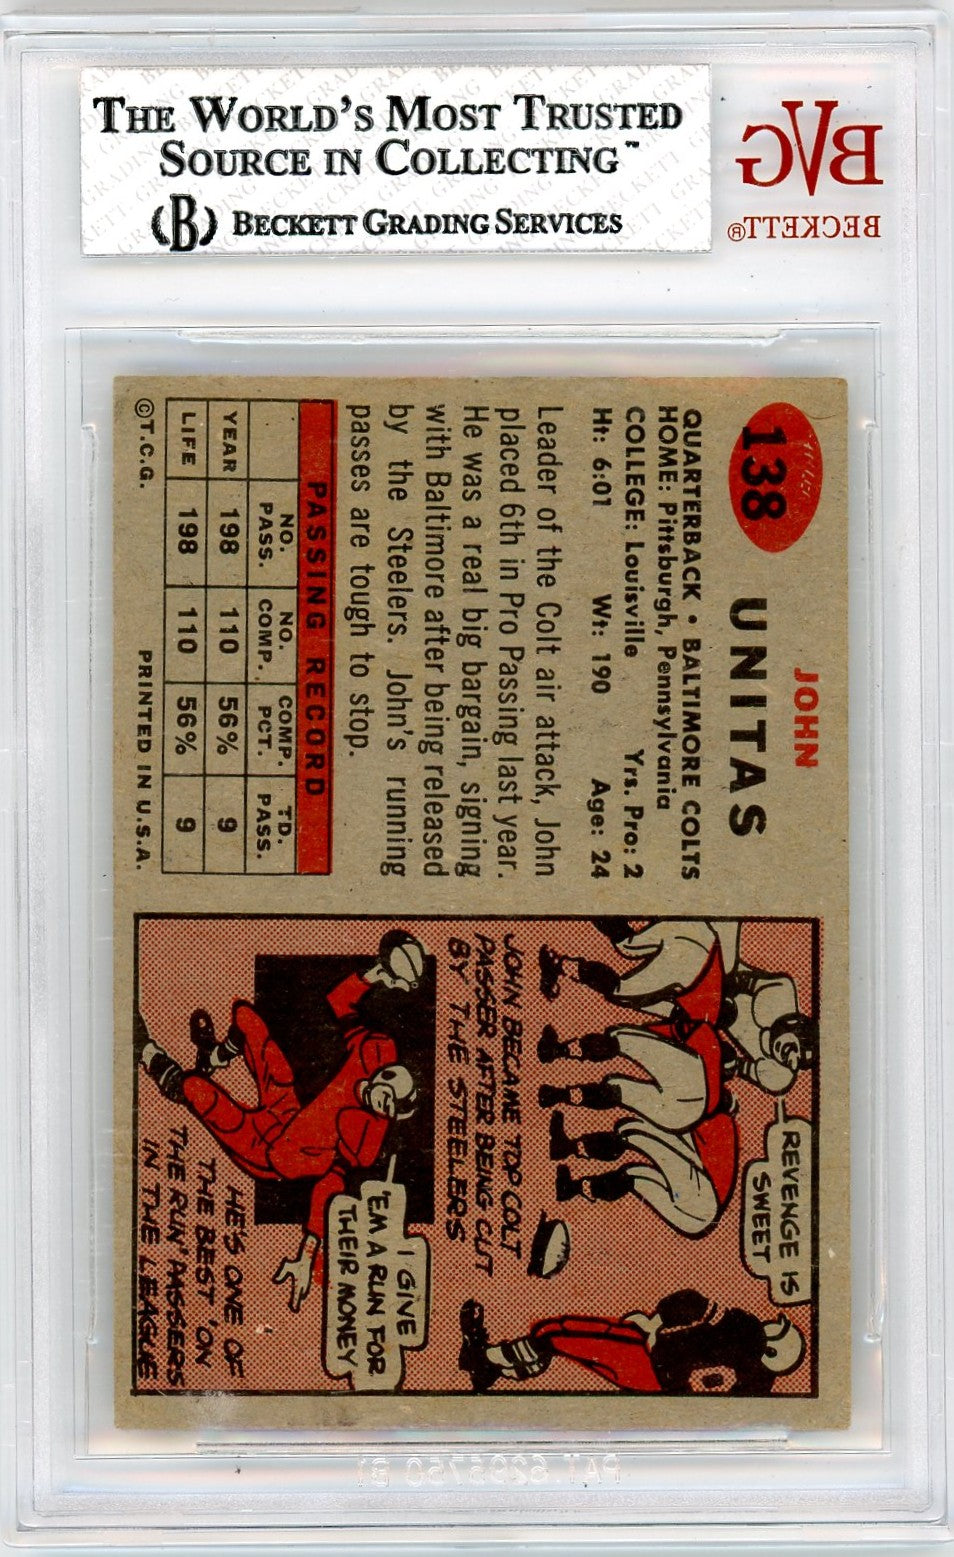 THE WORLD'S MOST TRUSTED
SOURCE IN COLLECTING™
(B) BECKETT GRADING SERVICES
BVG
BECKETT®
138
JOHN
UNITAS
QUARTERBACK • BALTIMORE COLTS
HOME: Pittsburgh, Pennsylvania
COLLEGE: Louisville Yrs. Pro: 2
Ht: 6:01 Wt: 190 Age: 24
Leader of the Colt air attack, John
placed 6th in Pro Passing last year.
He was a real big bargain, signing
with Baltimore after being released
by the Steelers. John's running
passes are tough to stop.
PASSING RECORD
NO. PASS. NO. COMP. COMP. PCT. TD. PASS.
YEAR 198 110 56% 9
LIFE 198 110 56% 9
©T.C.G. PRINTED IN U.S.A.
REVENGE IS
SWEET
JOHN BECAME TOP COLT
PASSER AFTER BEING CUT
BY THE STEELERS
I GIVE
'EM A RUN FOR
THEIR MONEY
HE'S ONE OF
THE BEST 'ON
THE RUN' PASSERS
IN THE LEAGUE
PAT. 6295750 B1